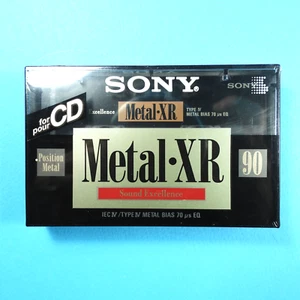 SONY
for
pour
CD
xcellence
Metal·XR
TYPE IV
METAL BIAS 70 μs EQ.
SONY
Position
Metal
Metal·XR
90
Sound Excellence
IEC IV/TYPE IV METAL BIAS 70 μs EQ.